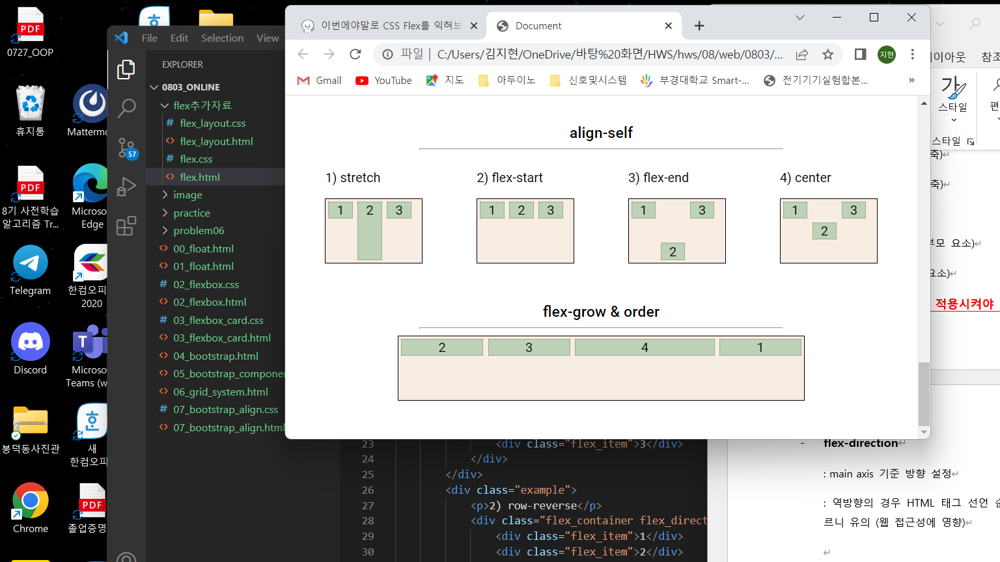 0727_OOP
휴지통
Mattermo
8기 사전학습
알고리즘 Tr...
Microso
Edge
Telegram
한컴오피
2020
Discord
Microso
Teams (w
봉덕동사진관
새
한컴오피
Chrome
졸업증명
PDF
PDF
PDF
File Edit Selection View
EXPLORER
0803_ONLINE
flex추가자료
flex_layout.css
flex_layout.html
flex.css
flex.html
image
practice
problem06
00_float.html
01_float.html
02_flexbox.css
02_flexbox.html
03_flexbox_card.css
03_flexbox_card.html
04_bootstrap.html
05_bootstrap_componen
06_grid_system.html
07_bootstrap_align.css
07_bootstrap_align.html
57
이번에야말로 CSS Flex를 익혀보
Document
파일 | C:/Users/김지현/OneDrive/바탕%20화면/HWS/hws/08/web/0803/...
지현
Gmail YouTube 지도 아두이노 신호및시스템 부경대학교 Smart-... 전기기기실험합본... »
align-self
1) stretch
1 2 3
2) flex-start
1 2 3
3) flex-end
1 3
2
4) center
1 3
2
flex-grow & order
2 3 4 1
23 <div class="flex_item">3</div>
24 </div>
25 </div>
26 <div class="example">
27 <p>2) row-reverse</p>
28 <div class="flex_container flex_direct
29 <div class="flex_item">1</div>
30 <div class="flex_item">2</div>
이아웃 참조
가
스타일
편
스타일
축)
축)
부모 요소)
요소)
적용시켜야
- flex-direction
: main axis 기준 방향 설정
: 역방향의 경우 HTML 태그 선언 순
르니 유의 (웹 접근성에 영향)